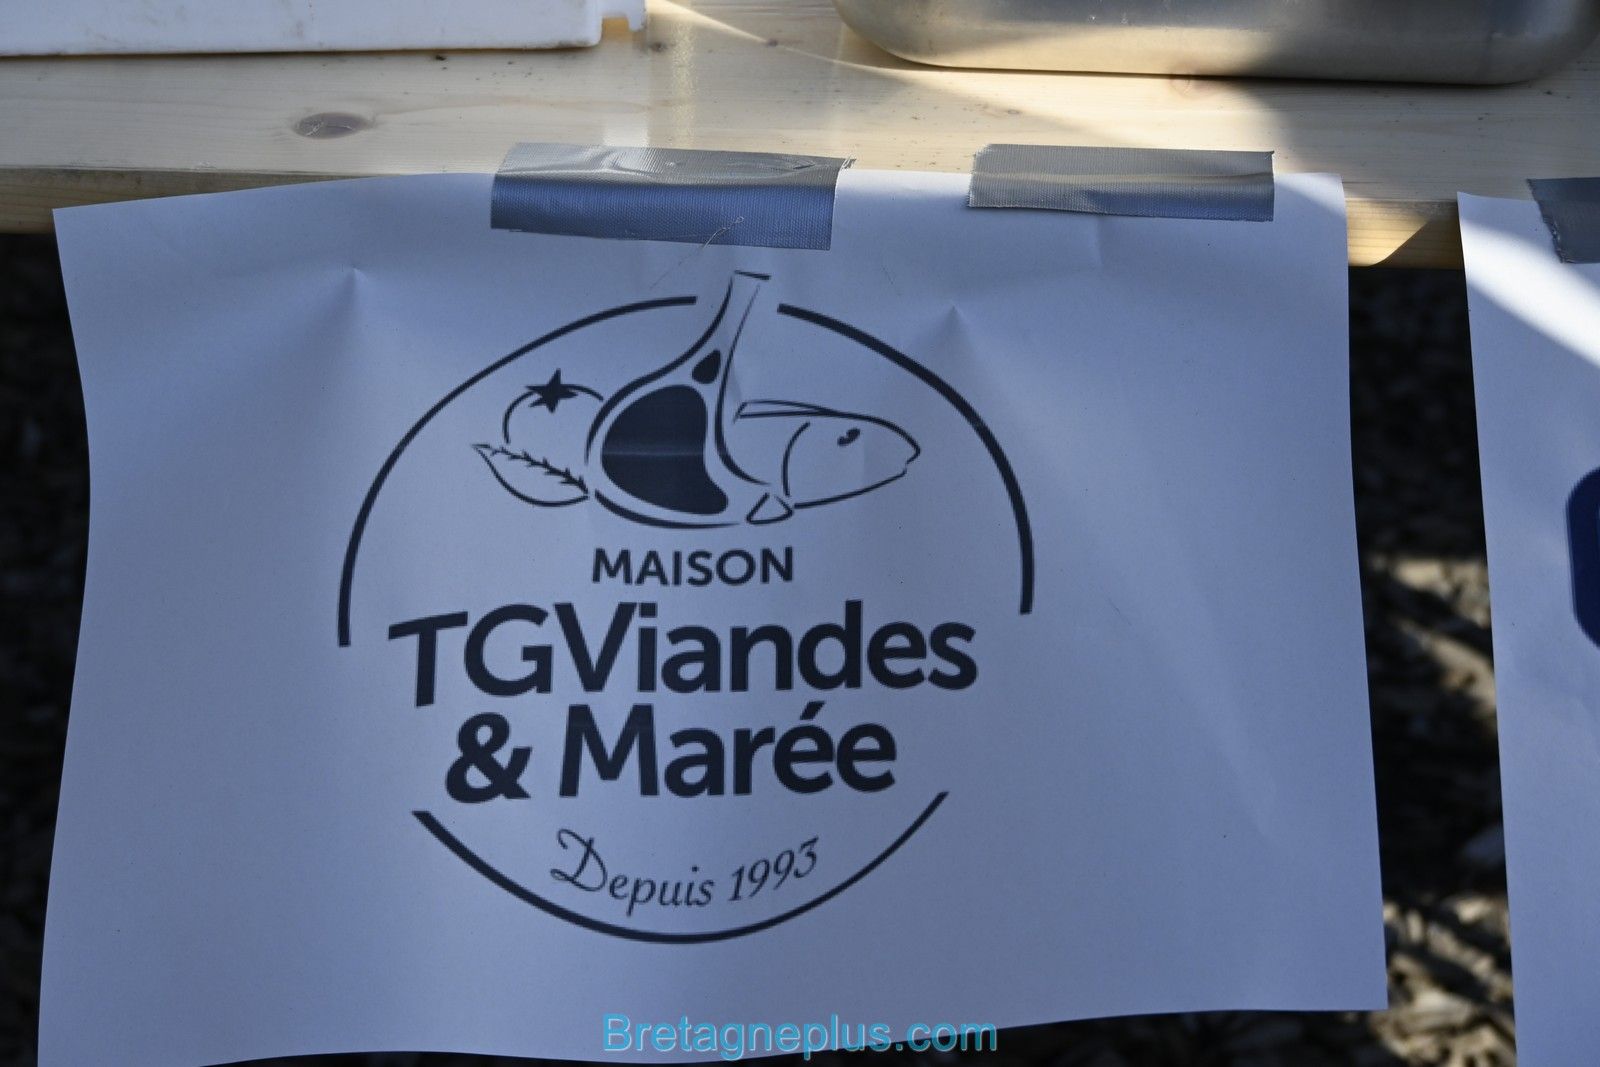 MAISON
TGViandes
& Marée
Depuis 1993
Bretagneplus.com